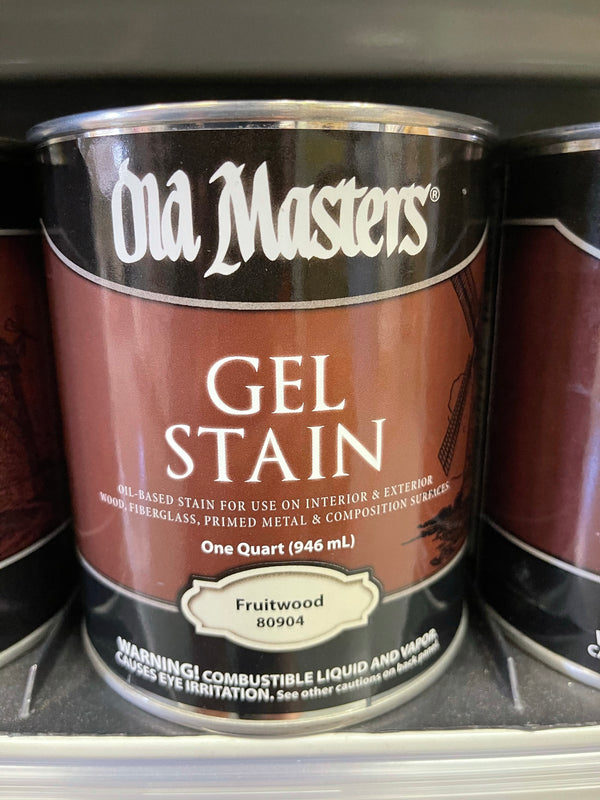 Old Masters®
GEL
STAIN
OIL-BASED STAIN FOR USE ON INTERIOR & EXTERIOR
WOOD, FIBERGLASS, PRIMED METAL & COMPOSITION SURFACES
One Quart (946 mL)
Fruitwood
80904
WARNING! COMBUSTIBLE LIQUID AND VAPOR.
CAUSES EYE IRRITATION. See other cautions on back panel.